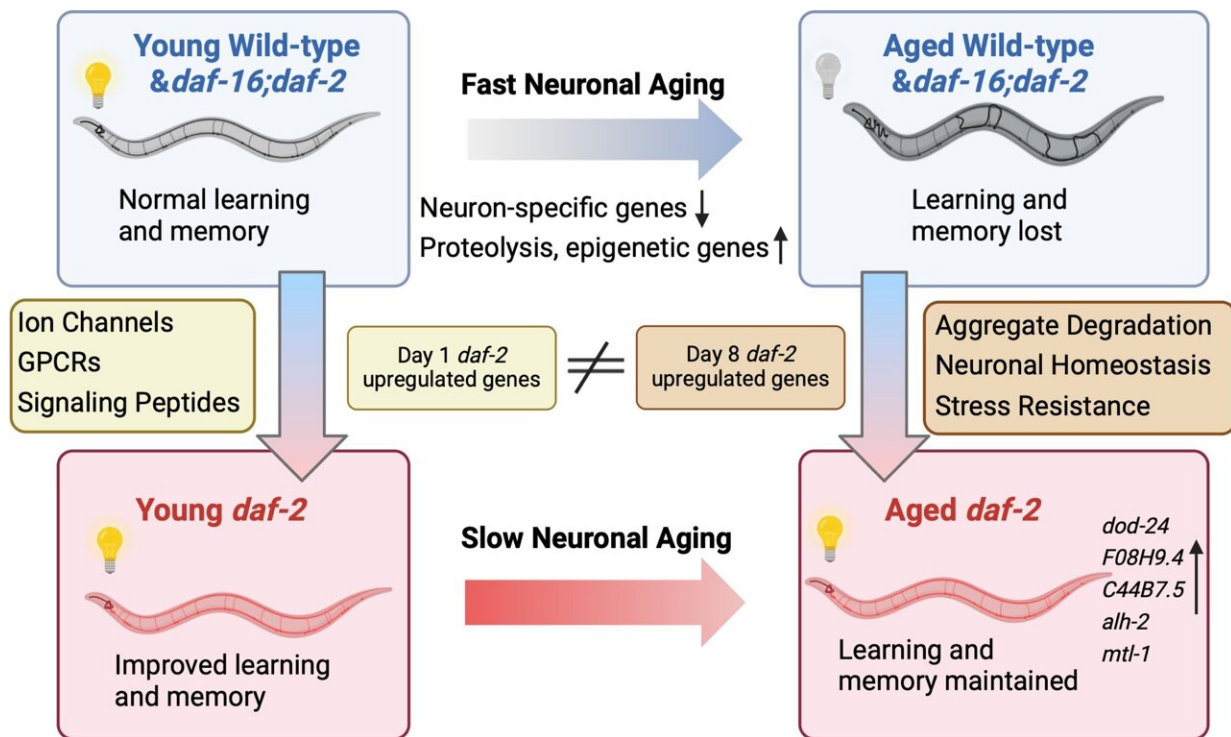 Young Wild-type
&daf-16;daf-2
Normal learning
and memory
Fast Neuronal Aging
Neuron-specific genes ↓
Proteolysis, epigenetic genes ↑
Aged Wild-type
&daf-16;daf-2
Learning and
memory lost
Ion Channels
GPCRs
Signaling Peptides
Day 1 daf-2
upregulated genes
≠
Day 8 daf-2
upregulated genes
Aggregate Degradation
Neuronal Homeostasis
Stress Resistance
Young daf-2
Improved learning
and memory
Slow Neuronal Aging
Aged daf-2
Learning and
memory maintained
dod-24
F08H9.4
C44B7.5
alh-2
mtl-1